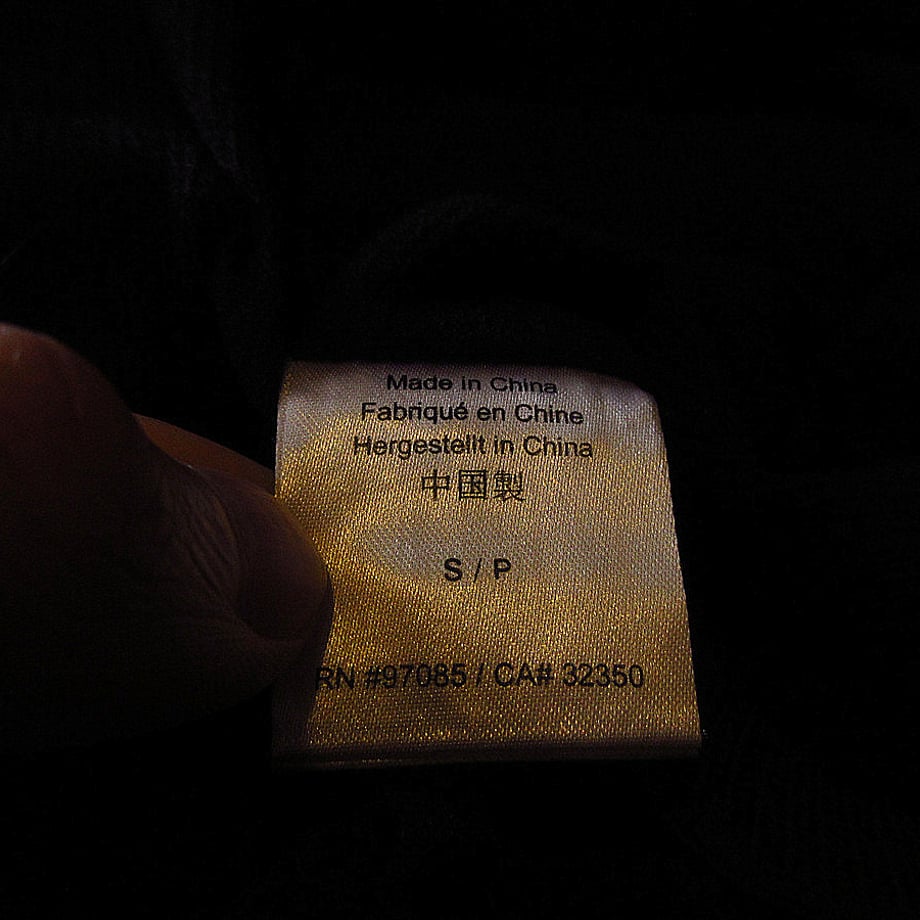 Made in China
Fabriqué en Chine
Hergestellt in China
中国製
S / P
RN #97085 / CA# 32350